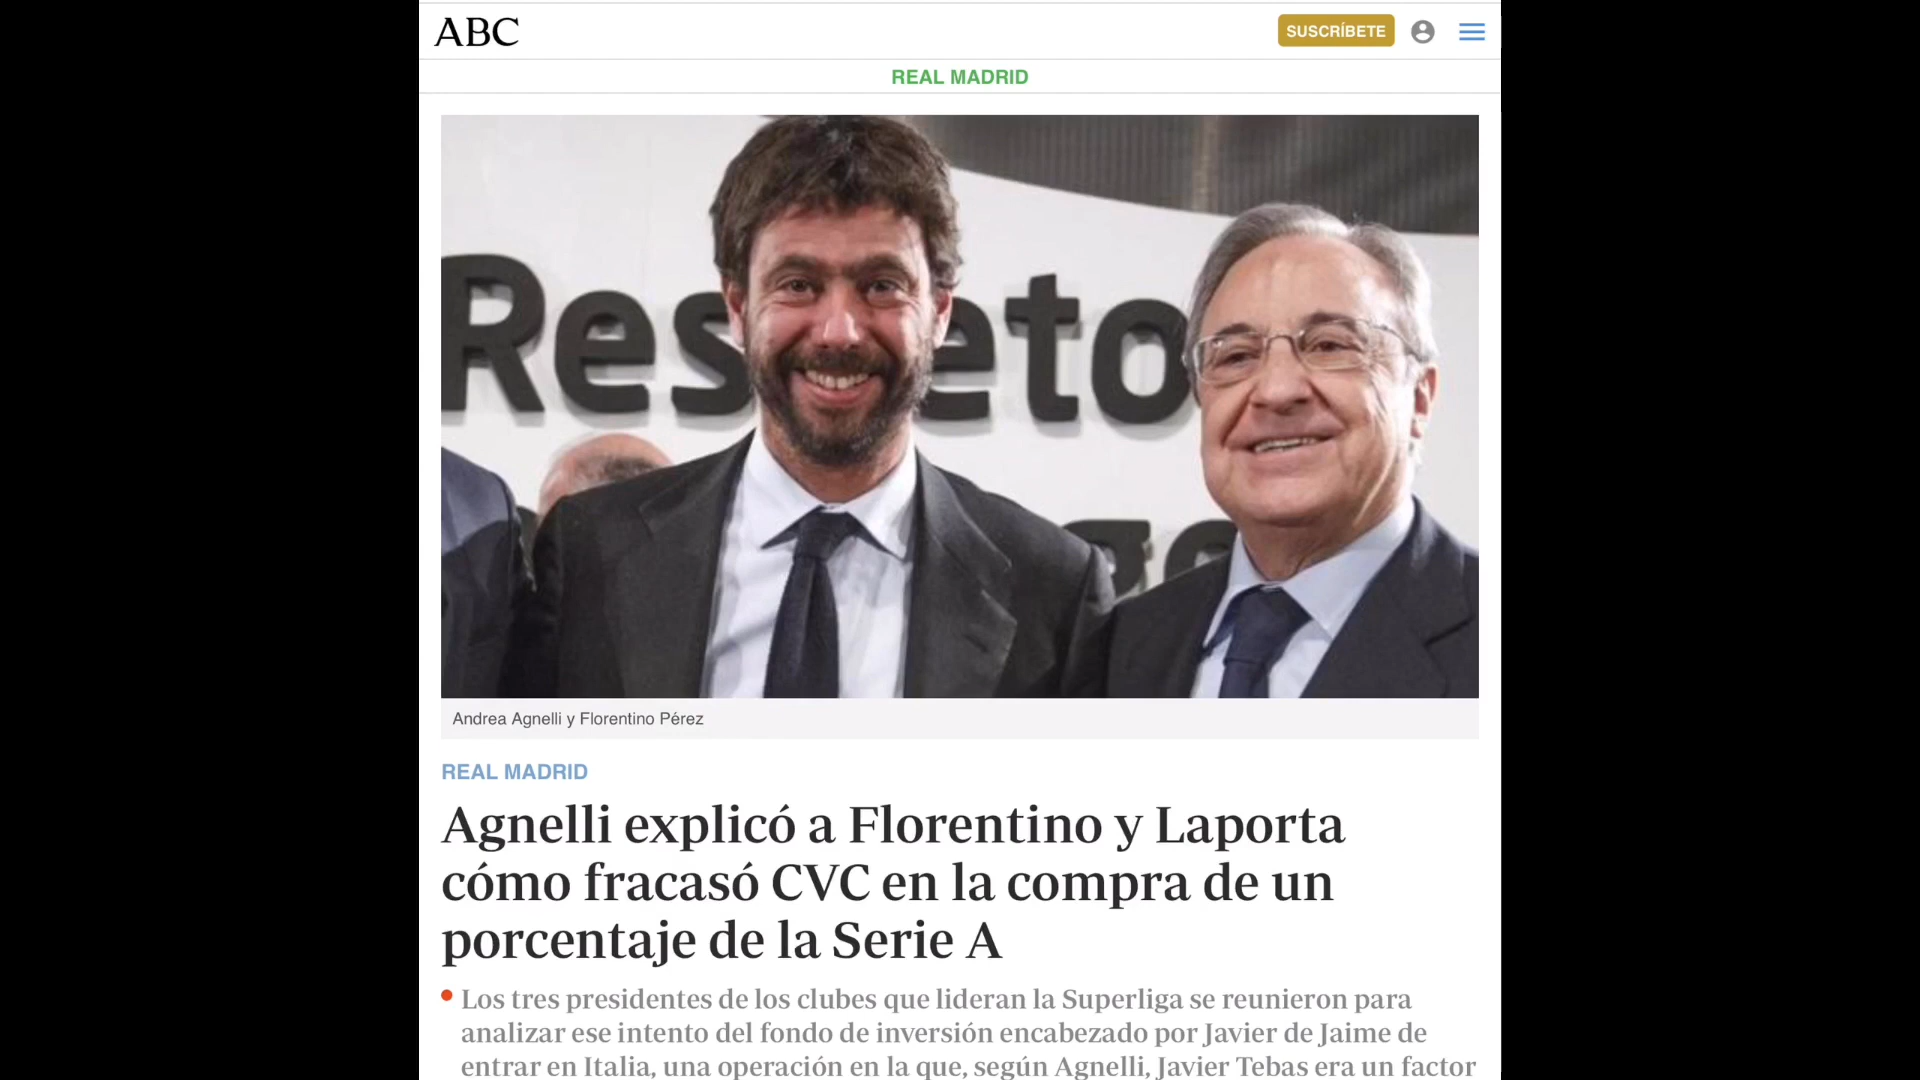 ABC
SUSCRÍBETE
REAL MADRID
Res eto
go
Andrea Agnelli y Florentino Pérez
REAL MADRID
Agnelli explicó a Florentino y Laporta
cómo fracasó CVC en la compra de un
porcentaje de la Serie A
Los tres presidentes de los clubes que lideran la Superliga se reunieron para
analizar ese intento del fondo de inversión encabezado por Javier de Jaime de
entrar en Italia, una operación en la que, según Agnelli, Javier Tebas era un factor